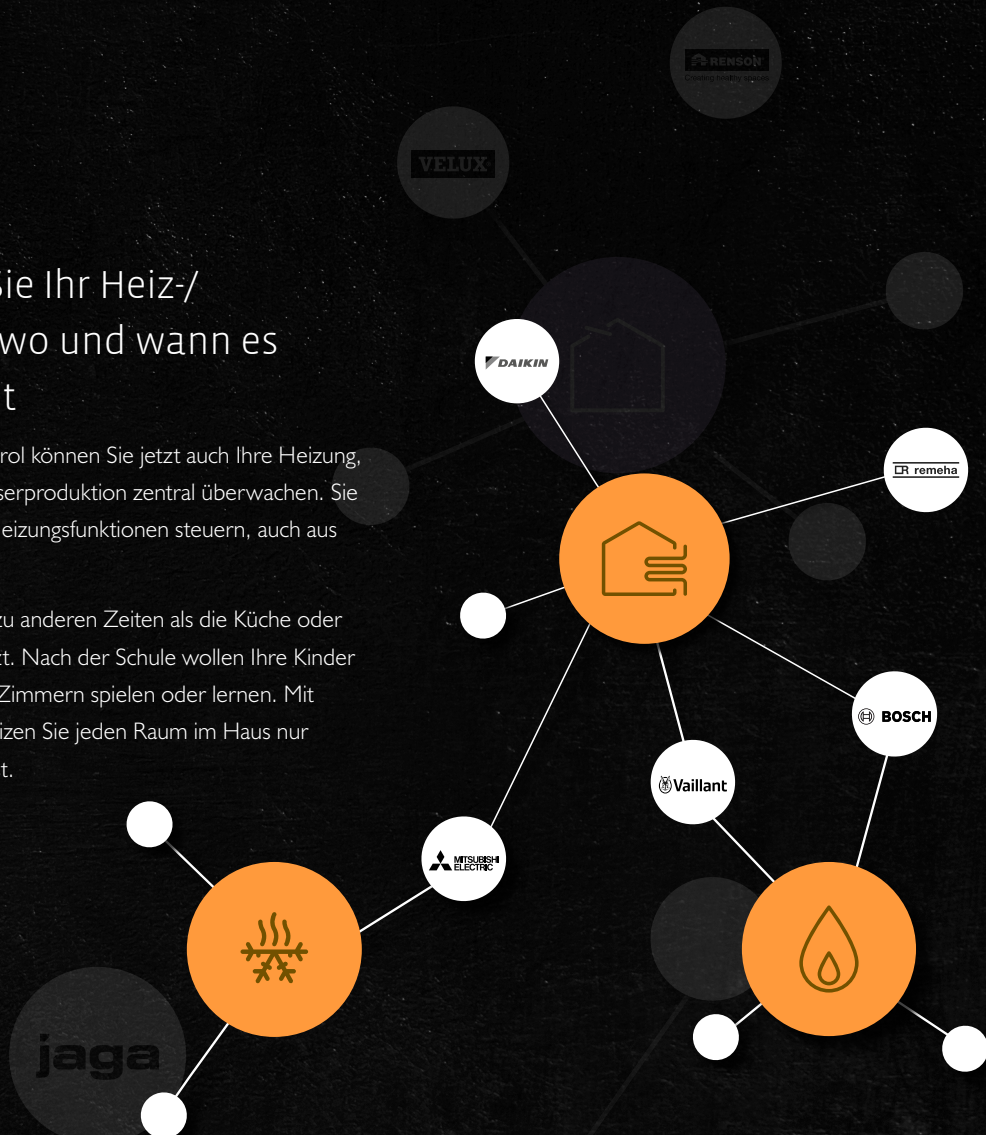 RENSON
Creating healthy spaces
VELUX
Sie Ihr Heiz-/
wo und wann es
t
DAIKIN
rol können Sie jetzt auch Ihre Heizung,
serproduktion zentral überwachen. Sie
eizungsfunktionen steuern, auch aus
remeha
zu anderen Zeiten als die Küche oder
zt. Nach der Schule wollen Ihre Kinder
Zimmern spielen oder lernen. Mit
izen Sie jeden Raum im Haus nur
t.
BOSCH
Vaillant
MITSUBISHI
ELECTRIC
jaga